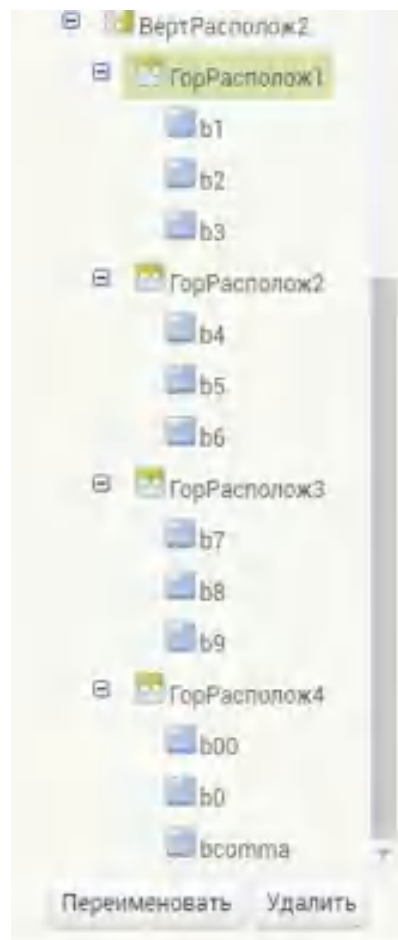 ВертРасполож2
ГорРасполож1
b1
b2
b3
ГорРасполож2
b4
b5
b6
ГорРасполож3
b7
b8
b9
ГорРасполож4
b00
b0
bcomma
Переименовать Удалить